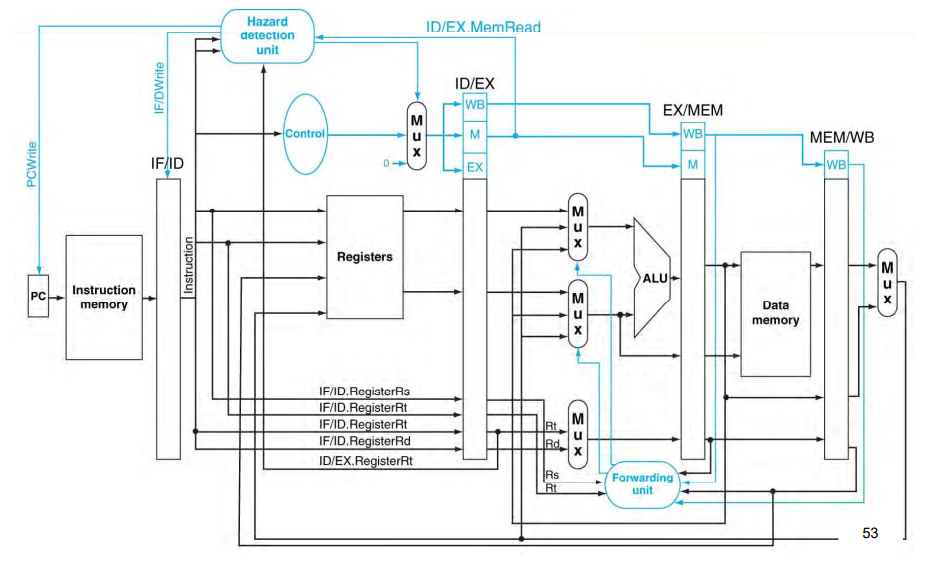 Hazard
detection
unit
ID/EX.MemRead
ID/EX
WB
M
EX
EX/MEM
WB
M
MEM/WB
WB
IF/DWrite
PCWrite
IF/ID
Control
Mux
0
PC
Instruction
memory
Instruction
Registers
Mux
Mux
ALU
Data
memory
Mux
IF/ID.RegisterRs
IF/ID.RegisterRt
IF/ID.RegisterRt
IF/ID.RegisterRd
ID/EX.RegisterRt
Rt
Rd
Mux
Rs
Rt
Forwarding
unit
53